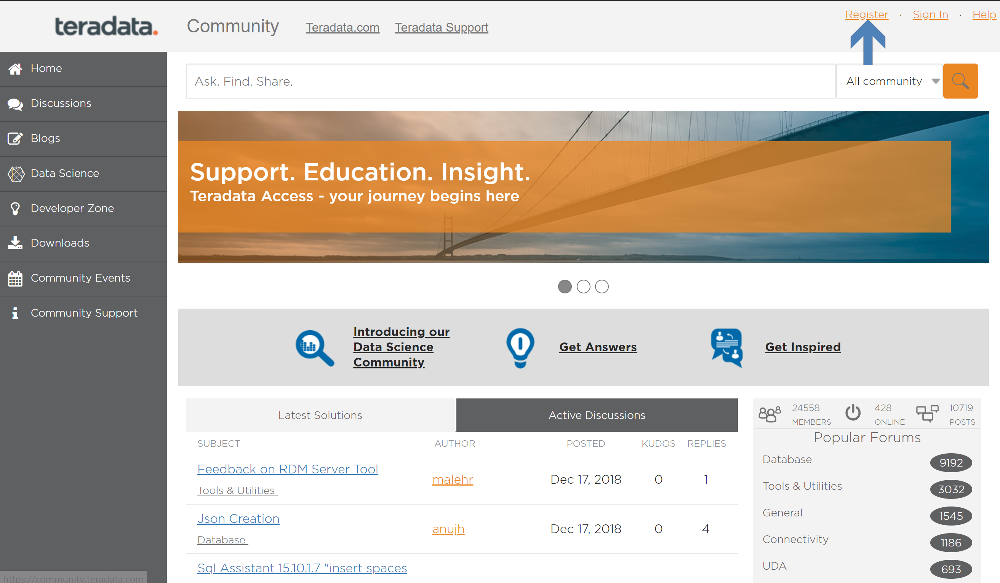 teradata.
Community
Teradata.com
Teradata Support
Register · Sign In · Help
Home
Discussions
Blogs
Data Science
Developer Zone
Downloads
Community Events
Community Support
Ask. Find. Share.
All community
Support. Education. Insight.
Teradata Access - your journey begins here
Introducing our
Data Science
Community
Get Answers
Get Inspired
Latest Solutions
Active Discussions
SUBJECT AUTHOR POSTED KUDOS REPLIES
Feedback on RDM Server Tool
Tools & Utilities
malehr Dec 17, 2018 0 1
Json Creation
Database
anujh Dec 17, 2018 0 4
Sql Assistant 15.10.1.7 "insert spaces
24558
MEMBERS
428
ONLINE
10719
POSTS
Popular Forums
Database 9192
Tools & Utilities 3032
General 1545
Connectivity 1186
UDA 693
https://community.teradata.com